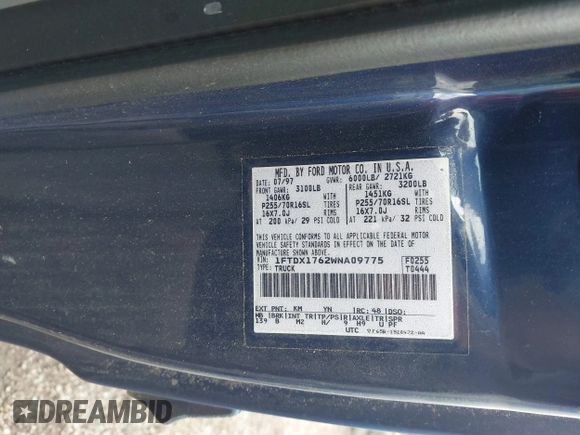 MFD. BY FORD MOTOR CO. IN U.S.A.
DATE: 07/97 GVWR: 6000LB/ 2721KG
FRONT GAWR: 3100LB REAR GAWR: 3200LB
1406KG 1451KG
P255/70R16SL TIRES P255/70R16SL TIRES
16X7.0J RIMS 16X7.0J RIMS
AT 200 kPa/ 29 PSI COLD AT 221 kPa/ 32 PSI COLD
THIS VEHICLE CONFORMS TO ALL APPLICABLE FEDERAL MOTOR
VEHICLE SAFETY STANDARDS IN EFFECT ON THE DATE OF
MANUFACTURE SHOWN ABOVE.
VIN: 1FTDX1762WNA09775 F0255
TYPE: TRUCK T0444
EXT PNT: KM YN RC: 48 DSO:
WB BRK INT TR TP/PS R AXLE TR SPR
139 B M2 H/ 9 H9 U PF
UTC
DREAMBID